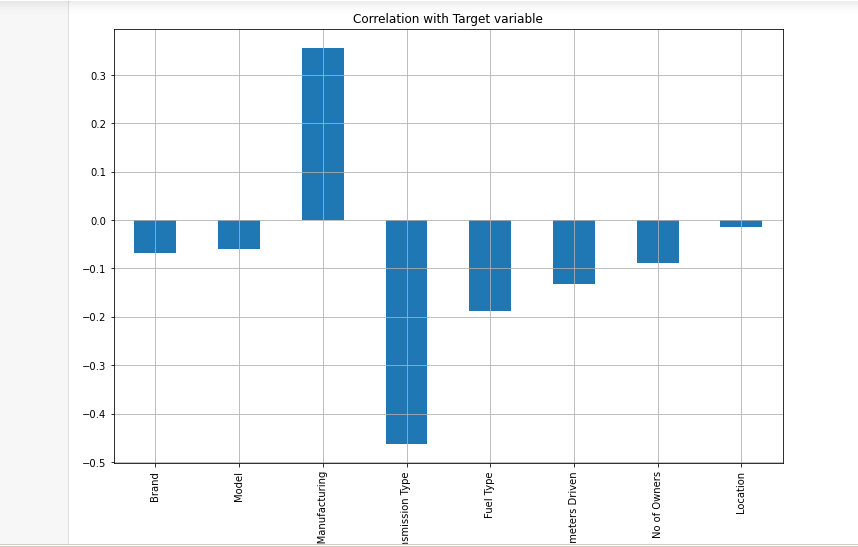 Correlation with Target variable
0.3
0.2
0.1
0.0
−0.1
−0.2
−0.3
−0.4
−0.5
Brand
Model
Manufacturing
smission Type
Fuel Type
meters Driven
No of Owners
Location